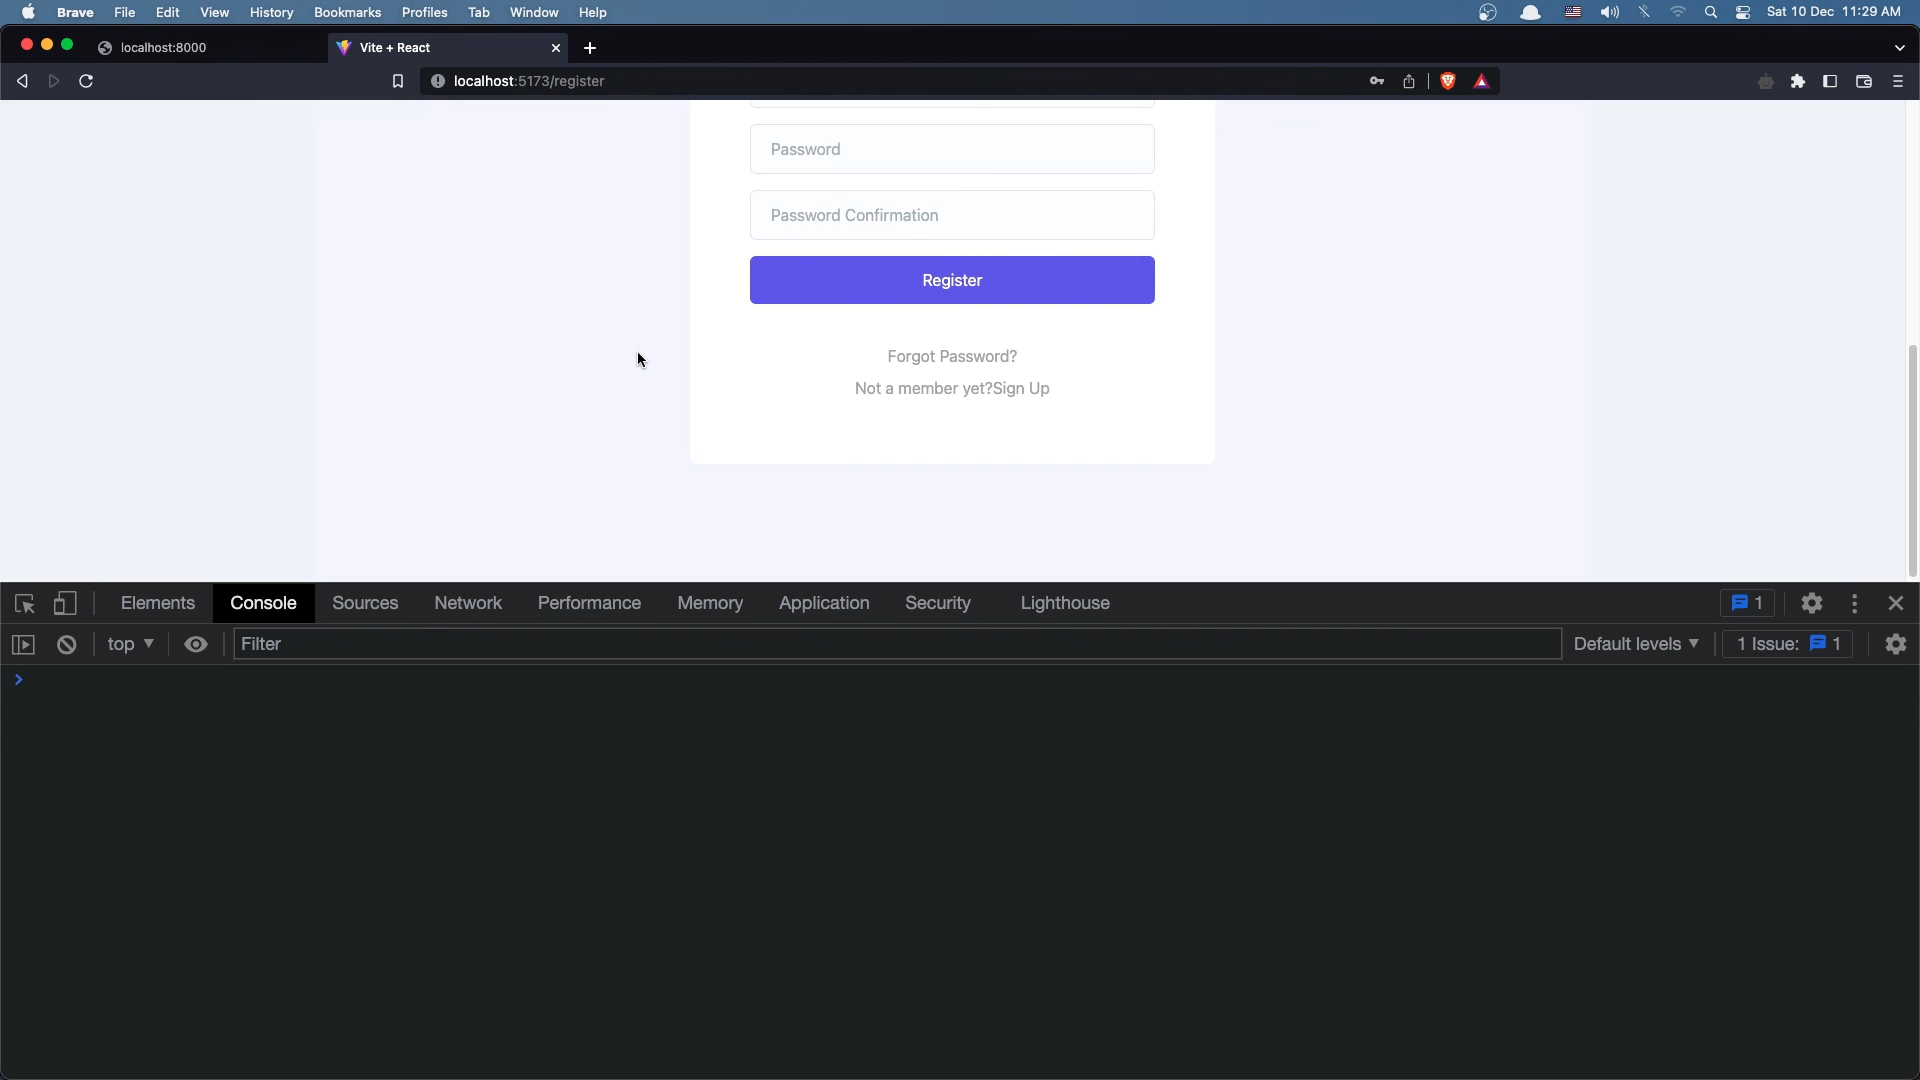 Brave File Edit View History Bookmarks Profiles Tab Window Help Sat 10 Dec 11:29 AM
localhost:8000 Vite + React
localhost:5173/register
Password
Password Confirmation
Register
Forgot Password?
Not a member yet?Sign Up
Elements Console Sources Network Performance Memory Application Security Lighthouse 1
top Filter Default levels 1 Issue: 1